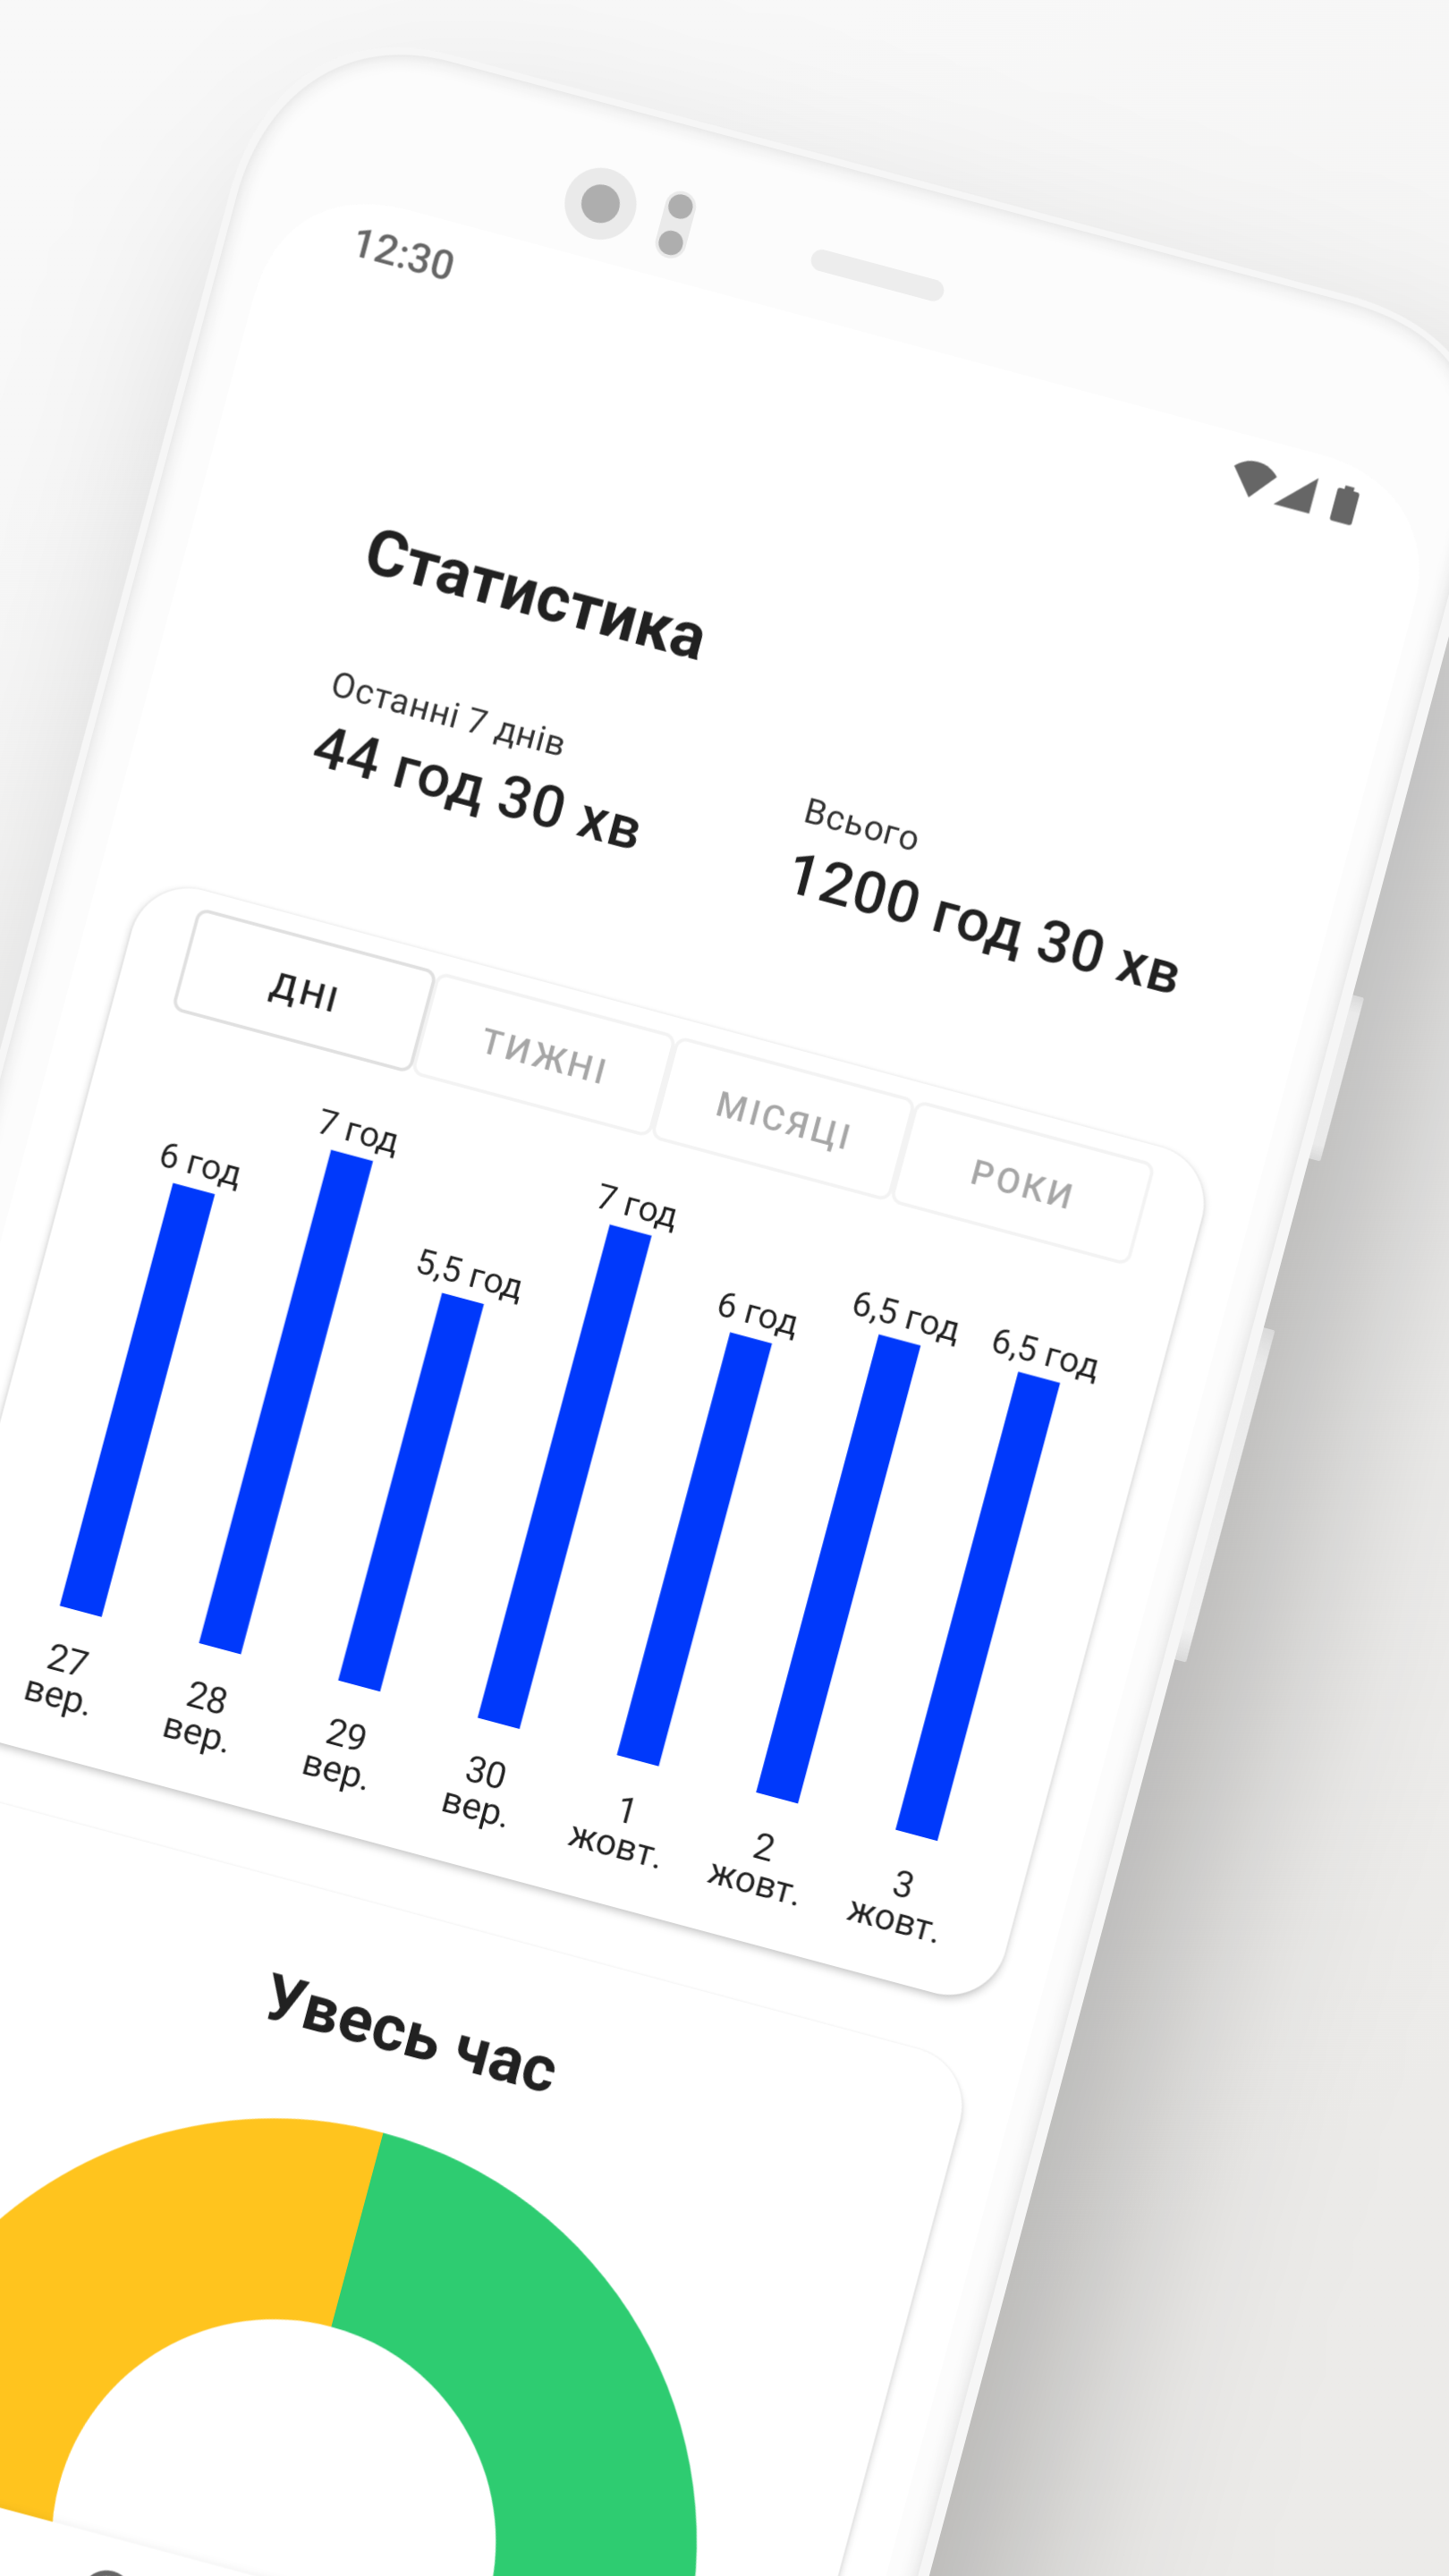 12:30
Статистика
Останні 7 днів
44 год 30 хв
Всього
1200 год 30 хв
ДНІ
ТИЖНІ
МІСЯЦІ
РОКИ
6 год
7 год
5,5 год
7 год
6 год
6,5 год
6,5 год
27
вер.
28
вер.
29
вер.
30
вер.
1
жовт.
2
жовт.
3
жовт.
Увесь час